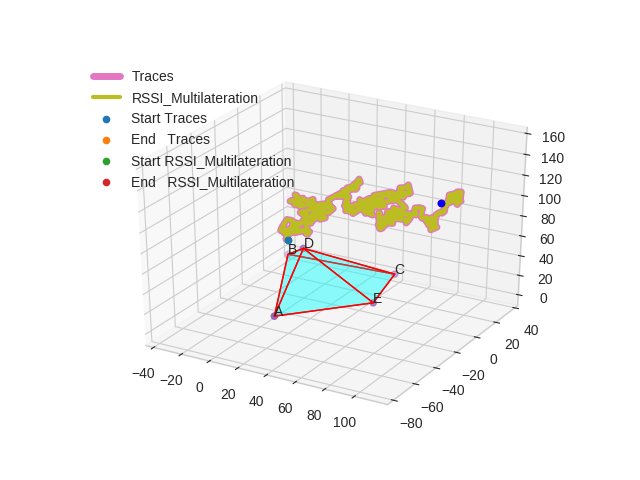 Traces
RSSI_Multilateration
Start Traces
End   Traces
Start RSSI_Multilateration
End   RSSI_Multilateration
160
140
120
100
80
60
40
20
0
B D
C
E
A
40
20
0
−20
−40
−60
−80
−40
−20
0
20
40
60
80
100